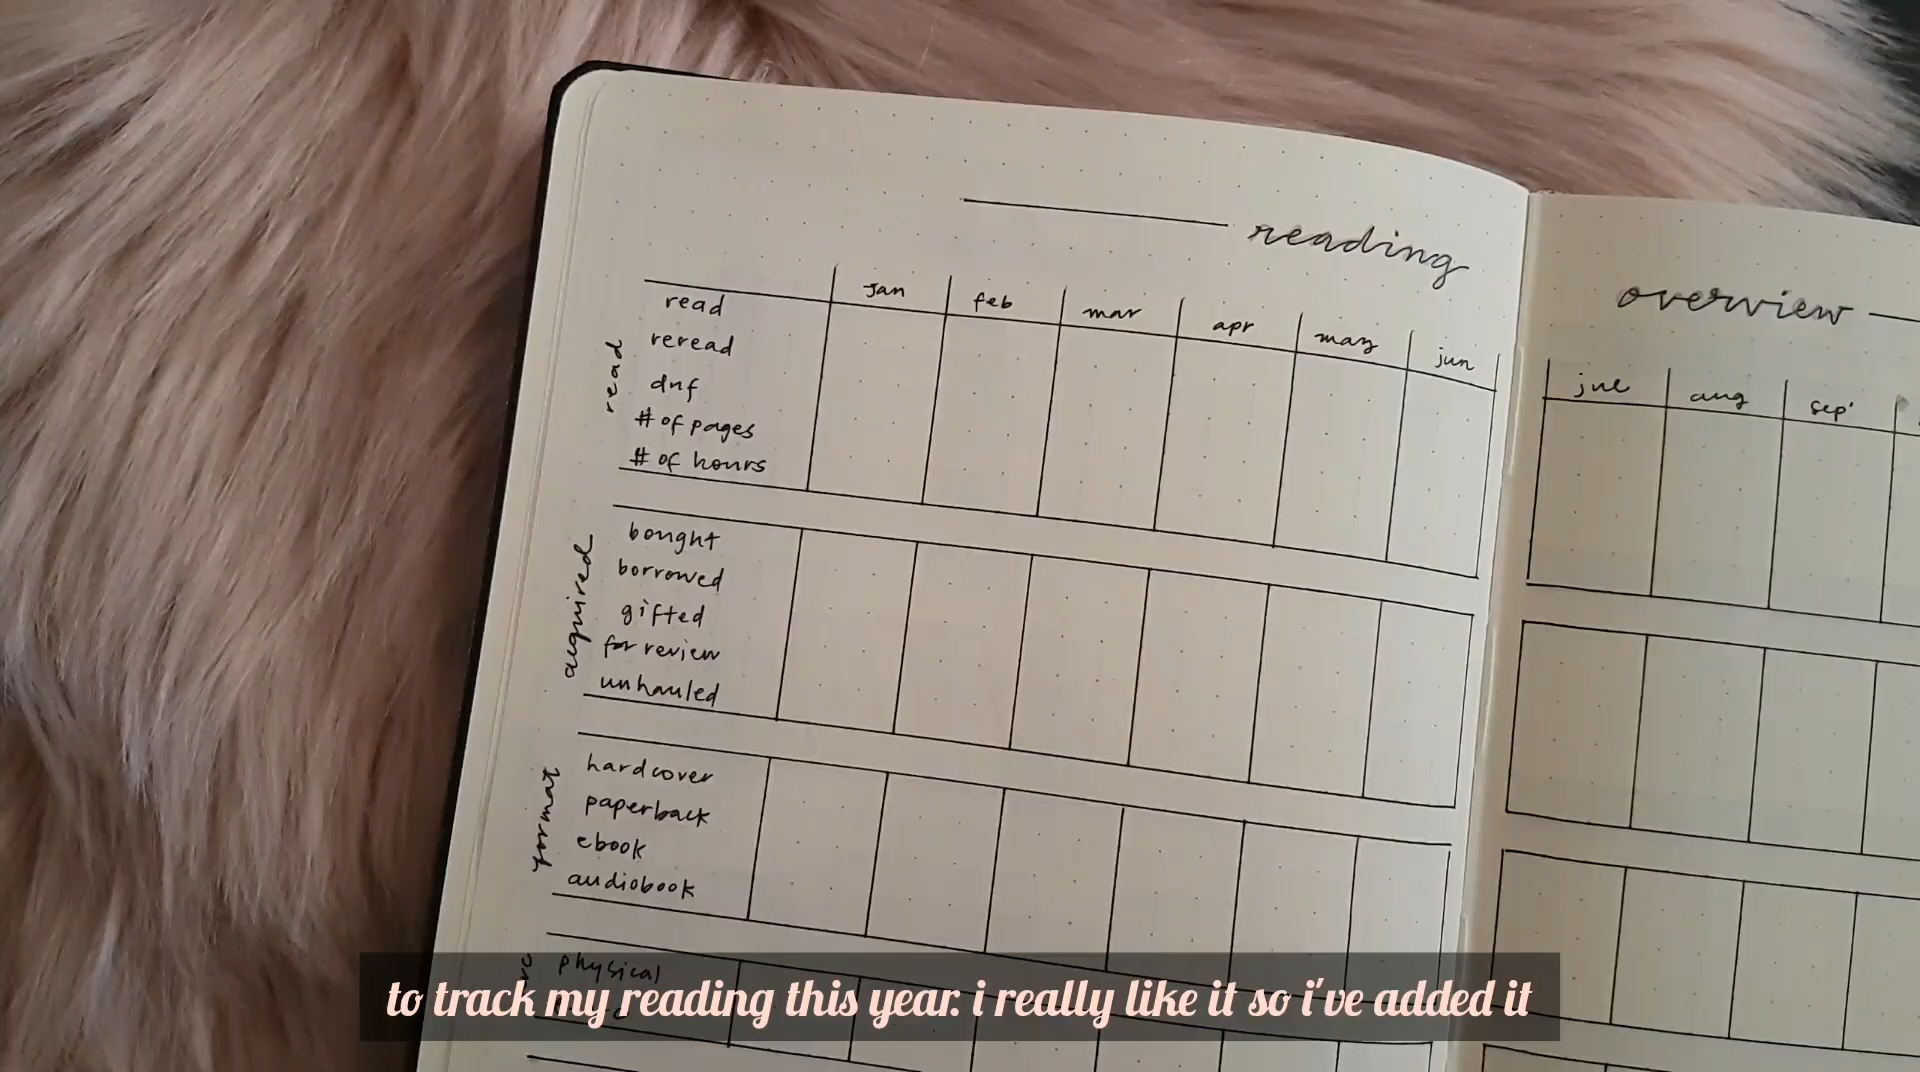 reading
overview
jan feb mar apr may jun
jul aug sep
read
read
reread
dnf
# of pages
# of hours
acquired
bought
borrowed
gifted
for review
unhauled
format
hardcover
paperback
ebook
audiobook
physical
to track my reading this year. i really like it so i've added it